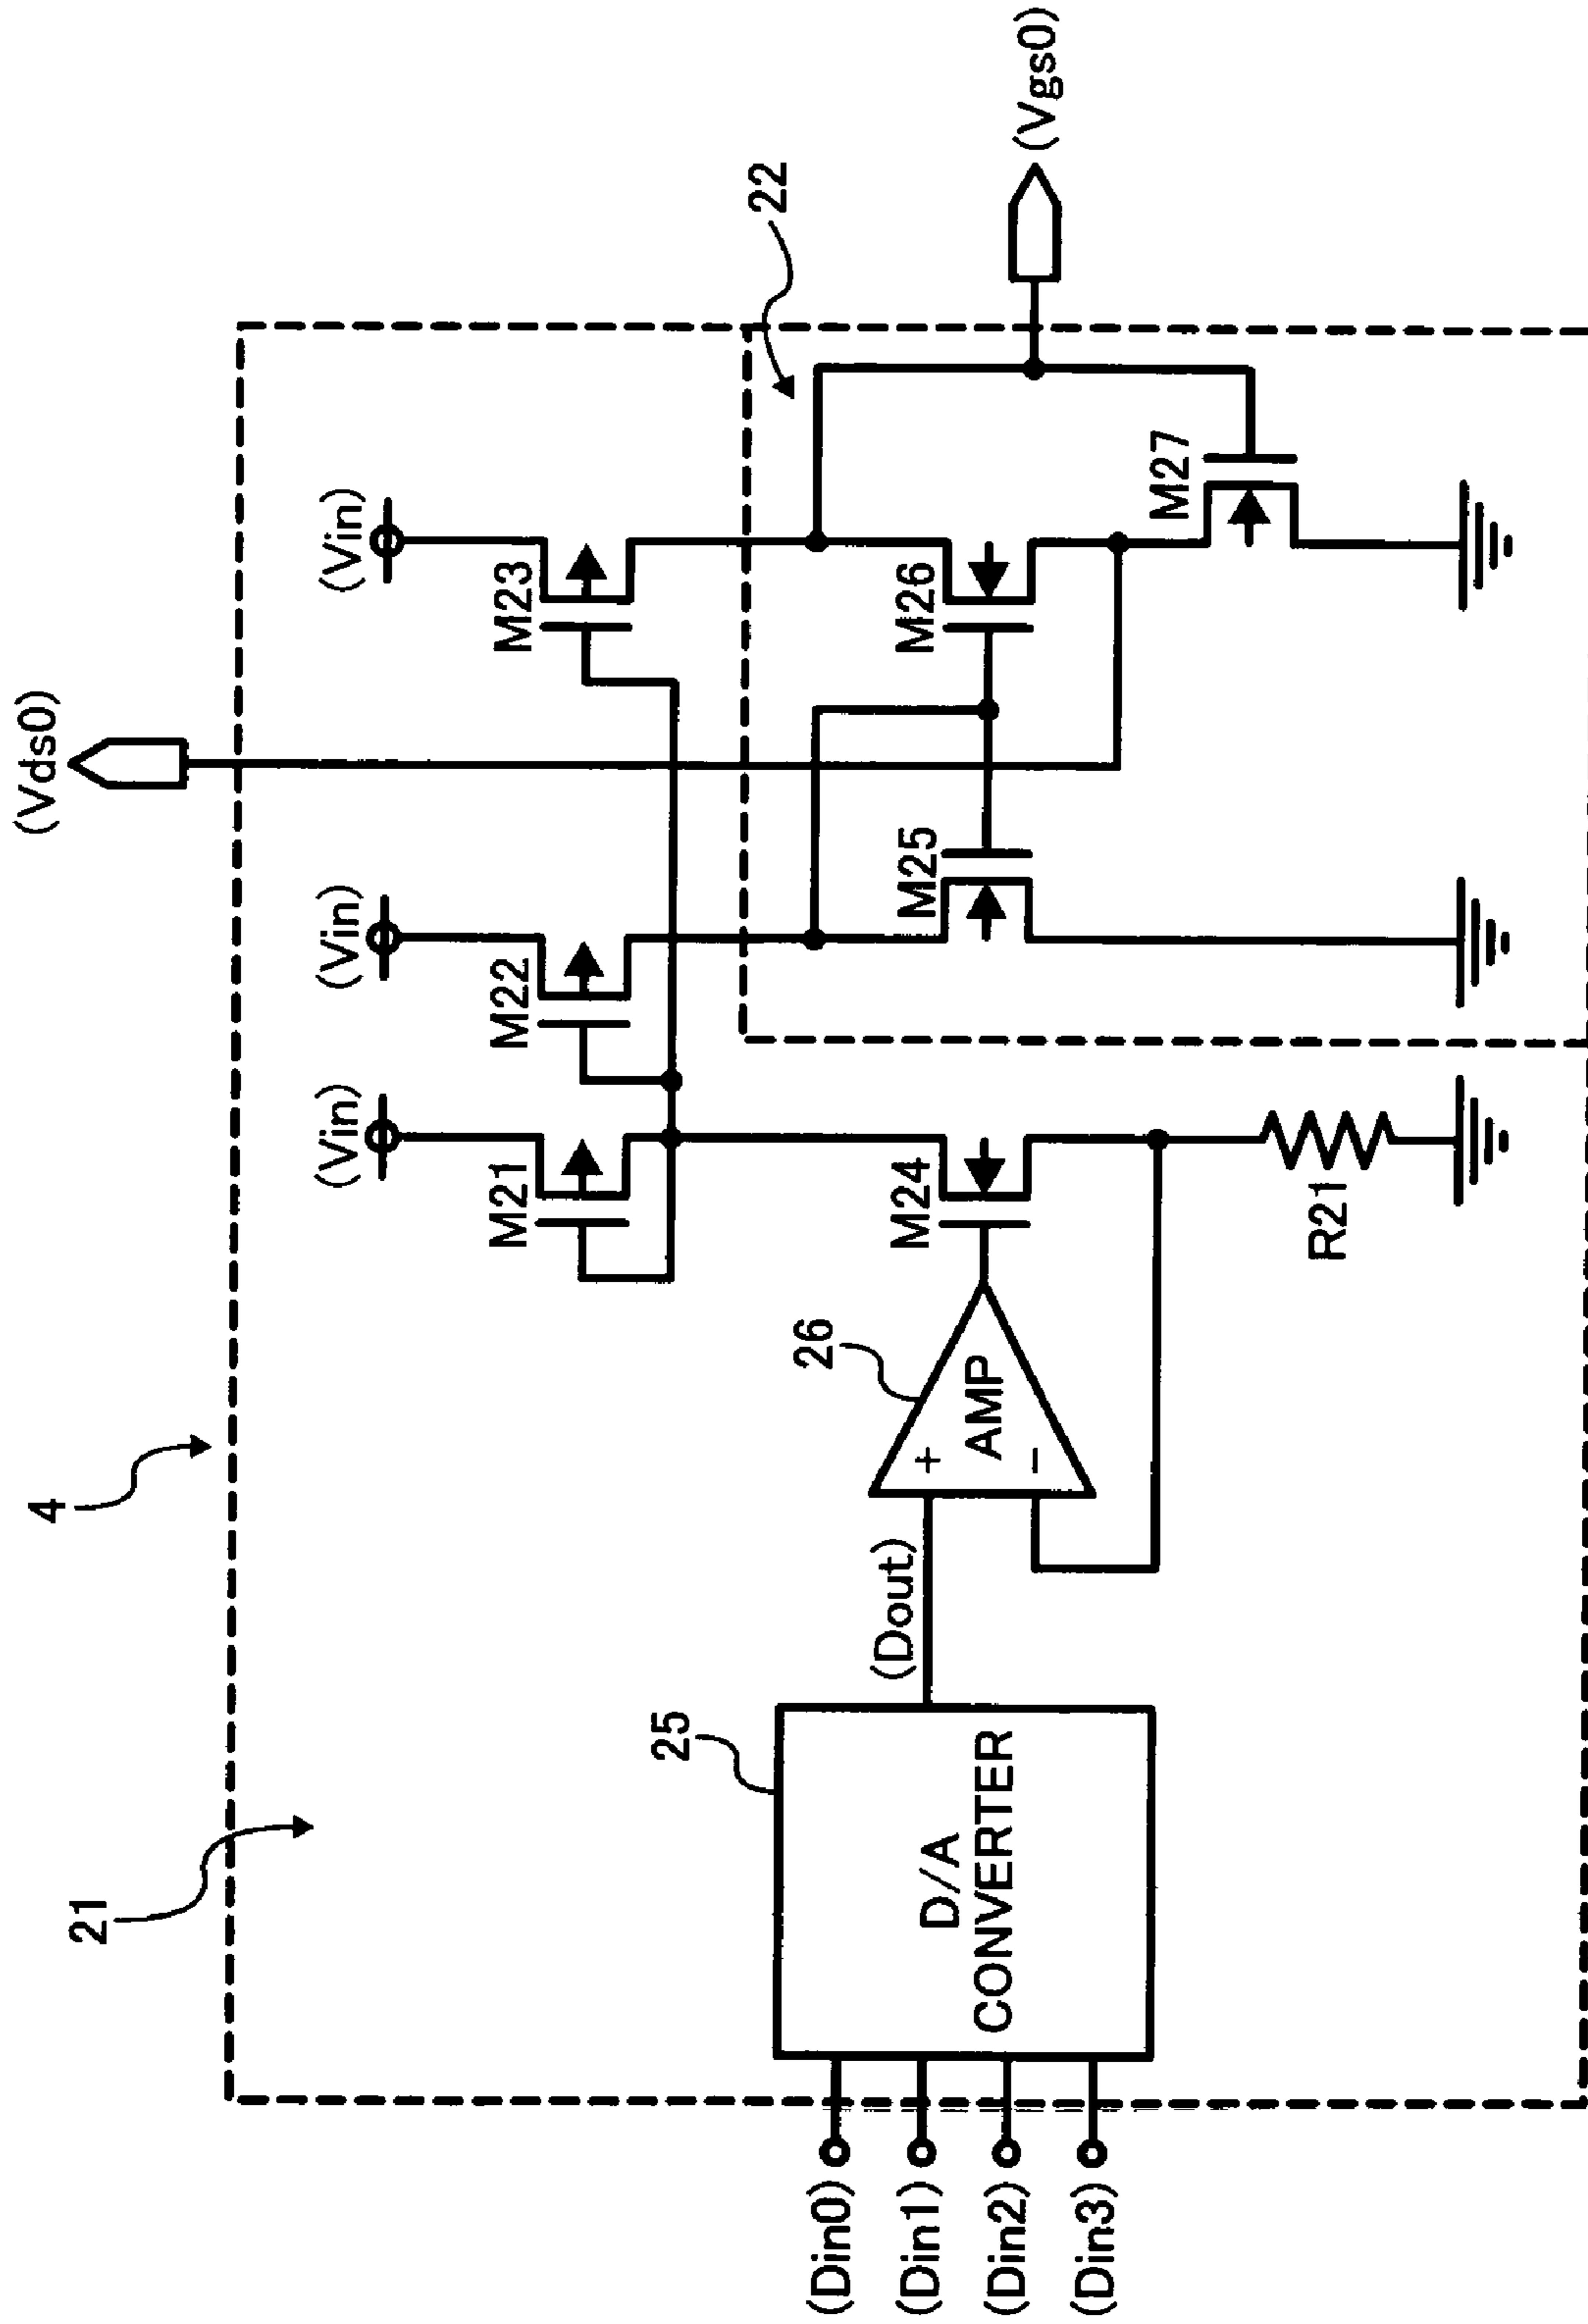 (Vds0)
4
21
(Vin)
(Vin)
(Vin)
M21
M22
M23
22
25
26
(Dout)
D/A
CONVERTER
+
AMP
−
M24
M25
M26
M27
R21
(Vgs0)
(Din0)
(Din1)
(Din2)
(Din3)